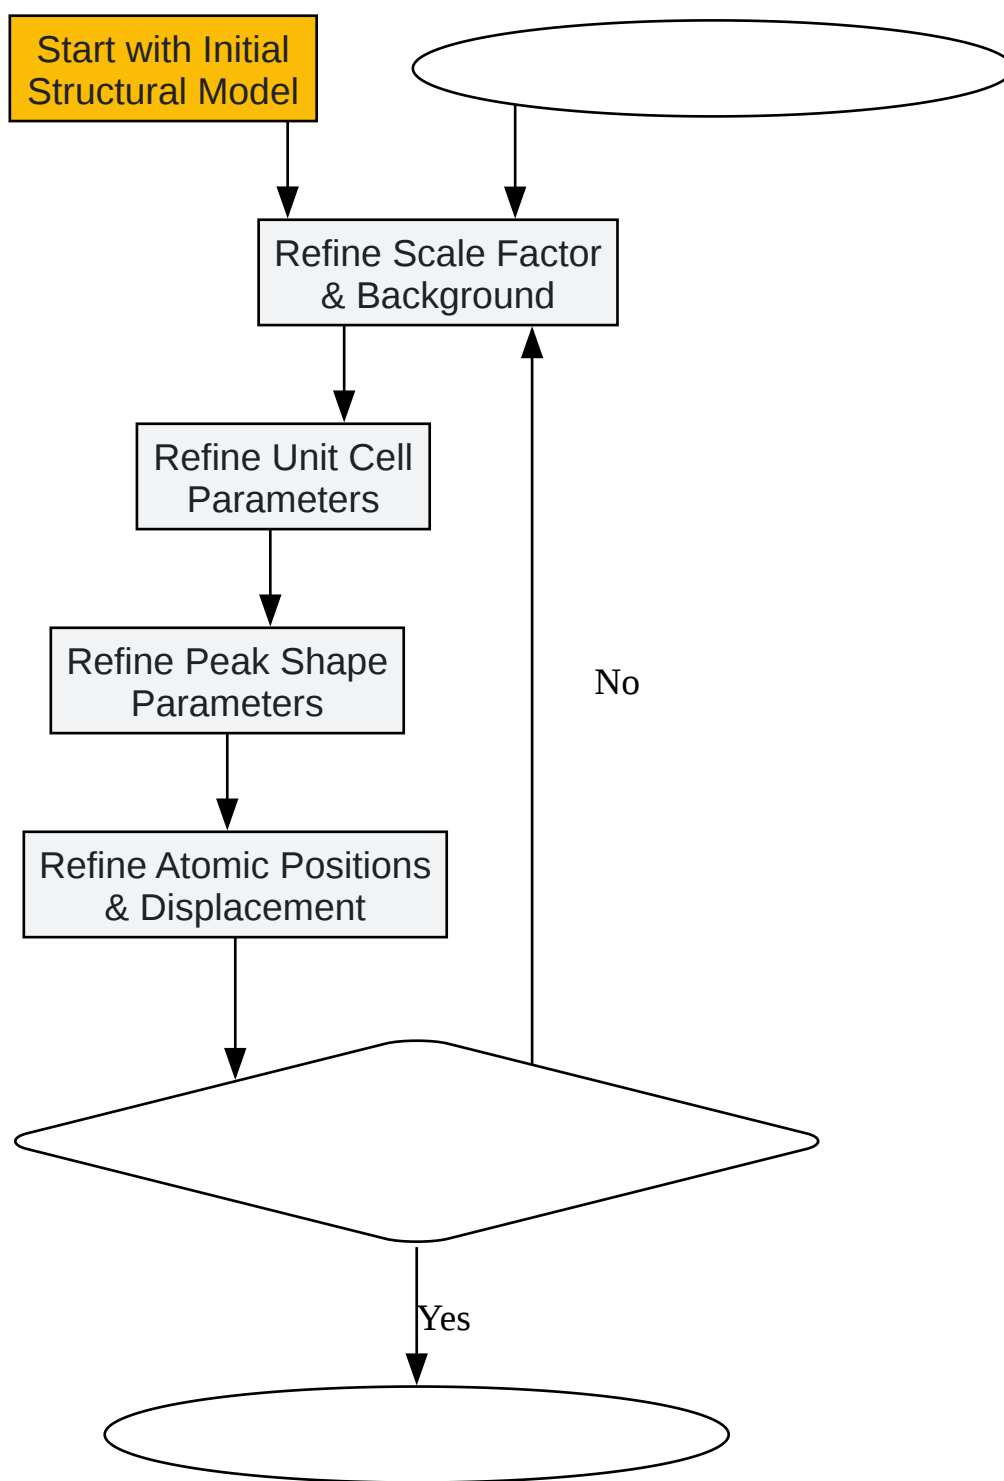 Start with Initial
Structural Model
Refine Scale Factor
& Background
Refine Unit Cell
Parameters
Refine Peak Shape
Parameters
No
Refine Atomic Positions
& Displacement
Yes